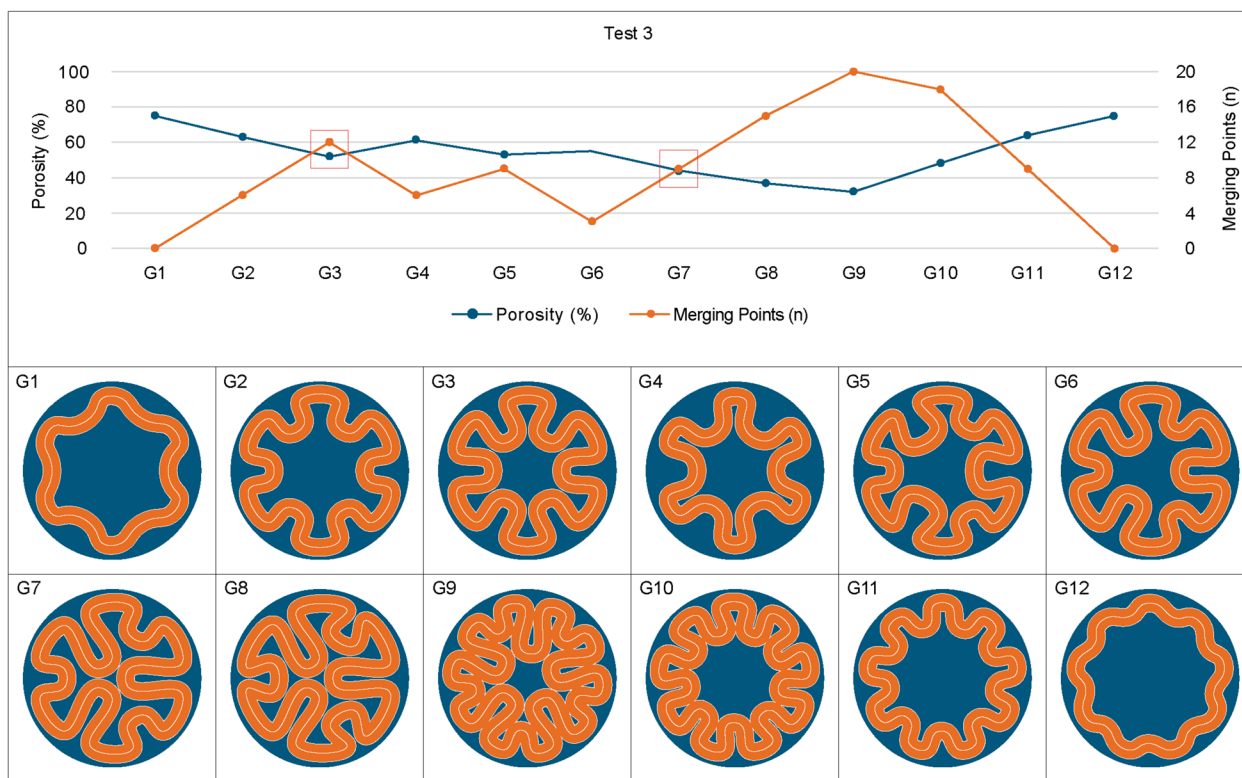 Test 3
Porosity (%)
100
80
60
40
20
0
20
16
12
8
4
0
Merging Points (n)
G1 G2 G3 G4 G5 G6 G7 G8 G9 G10 G11 G12
Porosity (%) Merging Points (n)
G1 G2 G3 G4 G5 G6
G7 G8 G9 G10 G11 G12